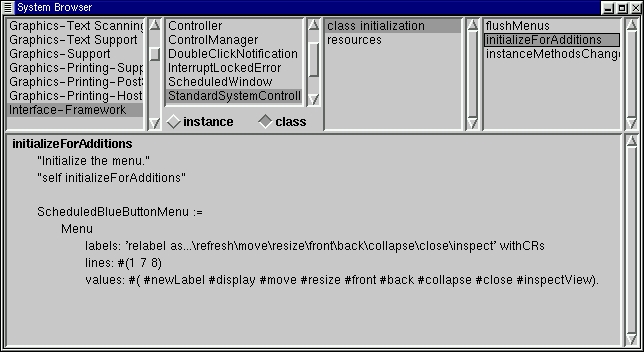 System Browser
Graphics-Text Scanning
Graphics-Text Support
Graphics-Support
Graphics-Printing-Supp
Graphics-Printing-PostS
Graphics-Printing-Host
Interface-Framework
Controller
ControlManager
DoubleClickNotification
InterruptLockedError
ScheduledWindow
StandardSystemControll
instance
class
class initialization
resources
flushMenus
initializeForAdditions
instanceMethodsChange
initializeForAdditions
"Initialize the menu."
"self initializeForAdditions"
ScheduledBlueButtonMenu :=
Menu
labels: 'relabel as...\refresh\move\resize\front\back\collapse\close\inspect' withCRs
lines: #(1 7 8)
values: #( #newLabel #display #move #resize #front #back #collapse #close #inspectView).